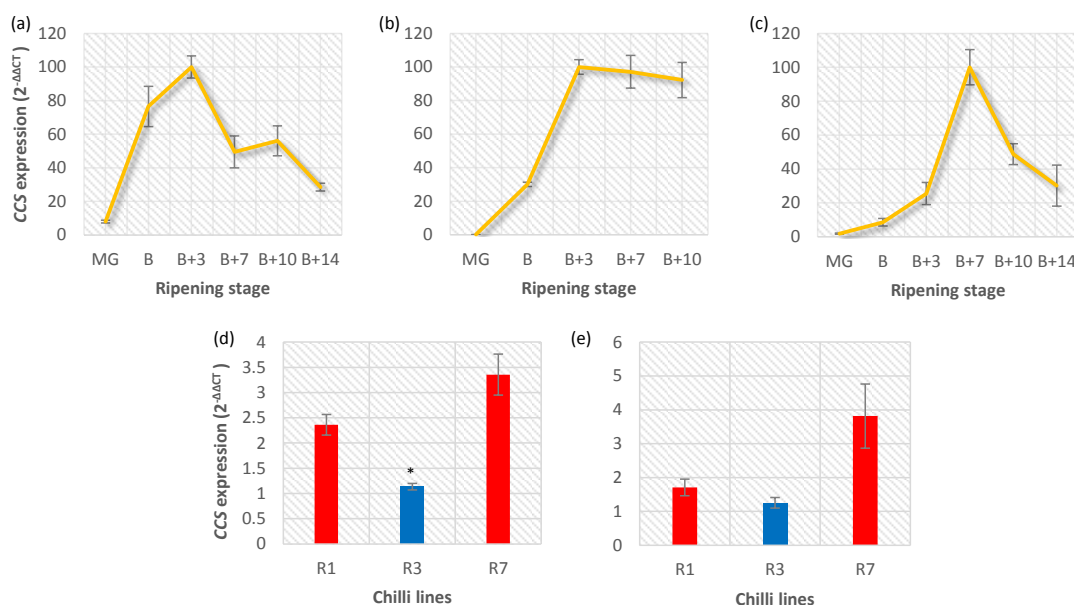 (a)
CCS expression (2-ΔΔCT)
120
100
80
60
40
20
0
MG B B+3 B+7 B+10 B+14
Ripening stage
(b)
120
100
80
60
40
20
0
MG B B+3 B+7 B+10
Ripening stage
(c)
120
100
80
60
40
20
0
MG B B+3 B+7 B+10 B+14
Ripening stage
(d)
CCS expression (2-ΔΔCT )
4
3.5
3
2.5
2
1.5
1
0.5
0
*
R1 R3 R7
Chilli lines
(e)
6
5
4
3
2
1
0
R1 R3 R7
Chilli lines